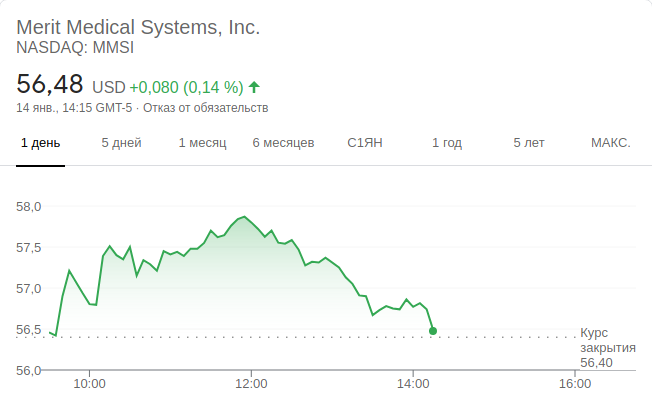 Merit Medical Systems, Inc.
NASDAQ: MMSI
56,48 USD +0,080 (0,14 %)
14 янв., 14:15 GMT-5 · Отказ от обязательств
1 день 5 дней 1 месяц 6 месяцев С1ЯН 1 год 5 лет МАКС.
58,0
57,5
57,0
56,5
Курс
закрытия
56,40
56,0
10:00 12:00 14:00 16:00